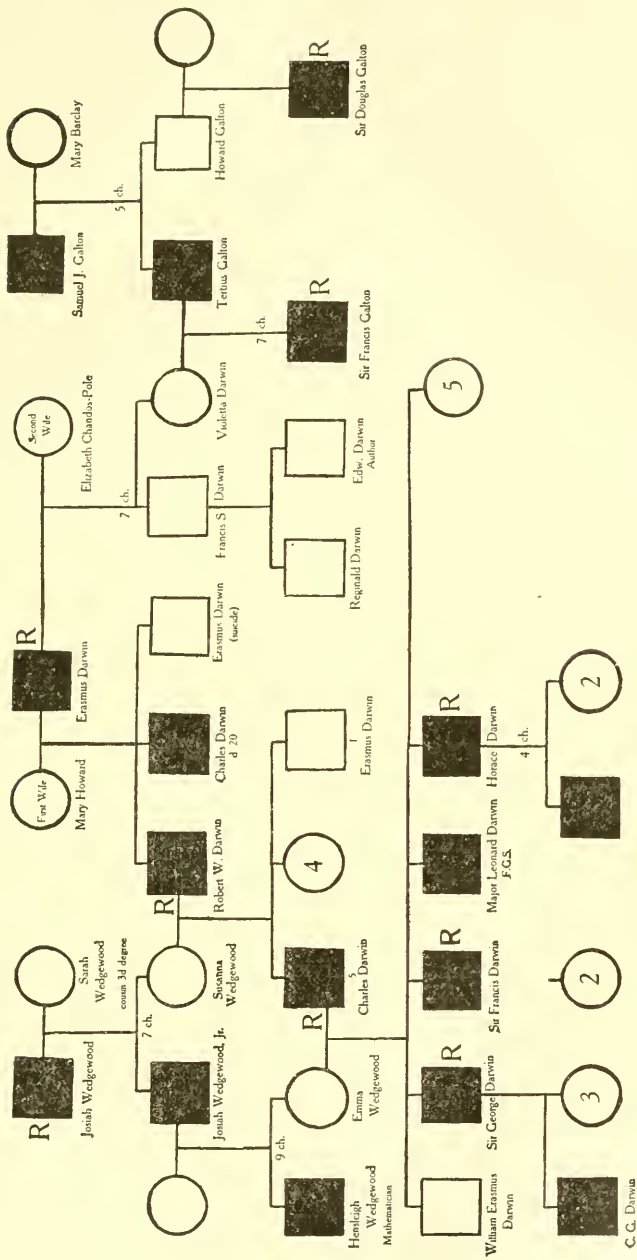 Samuel J. Galton
Mary Barclay
5 ch.
Tertius Galton
Howard Galton
R
Sir Douglas Galton
Second
Wife
Elizabeth Chandos-Pole
7 ch.
Francis S Darwin
Violetta Darwin
7 ch.
R
Sir Francis Galton
Reginald Darwin
Edw. Darwin
Author
R
Erasmus Darwin
First Wife
Mary Howard
Robert W. Darwin
Charles Darwin
d 20
Erasmus Darwin
(suicide)
R
Josiah Wedgewood
Sarah
Wedgewood
cousin 3d degree
7 ch.
Josiah Wedgewood, Jr.
Susanna
Wedgewood
R
5
Charles Darwin
4
1
Erasmus Darwin
9 ch.
Hensleigh
Wedgewood
Mathematician
Emma
Wedgewood
R
William Erasmus
Darwin
Sir George Darwin
R
Sir Francis Darwin
R
Major Leonard Darwin
F.G.S.
Horace Darwin
R
5
C. G. Darwin
3
2
4 ch.
2